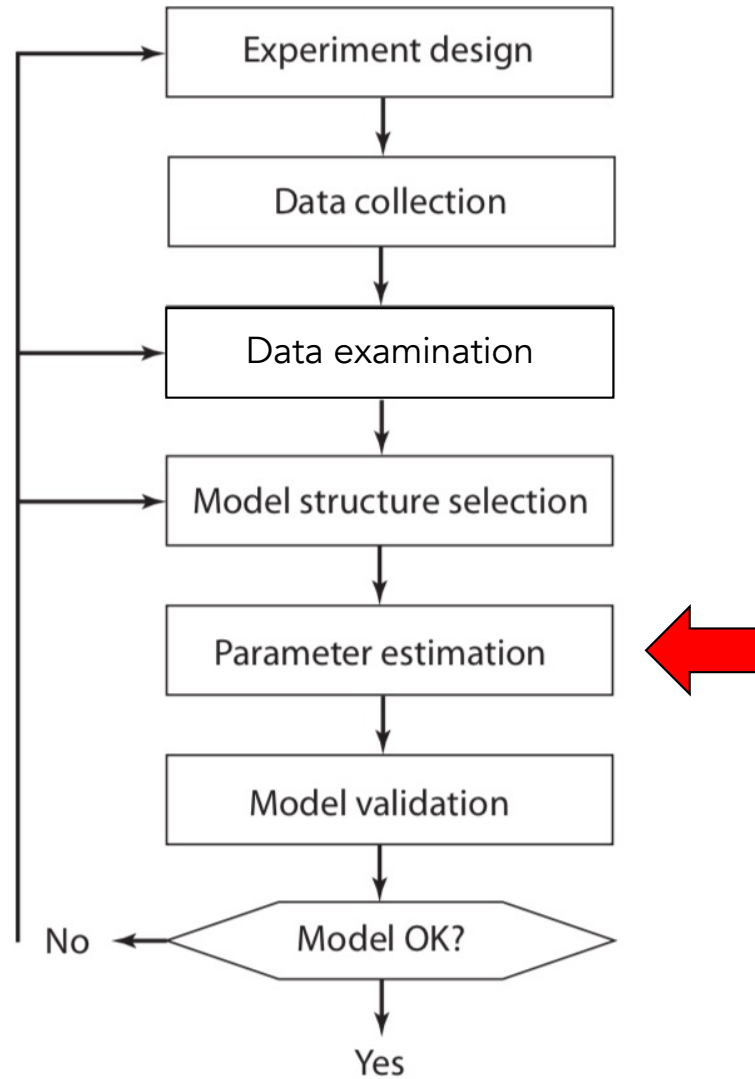 Experiment design
Data collection
Data examination
Model structure selection
Parameter estimation
Model validation
Model OK?
No
Yes